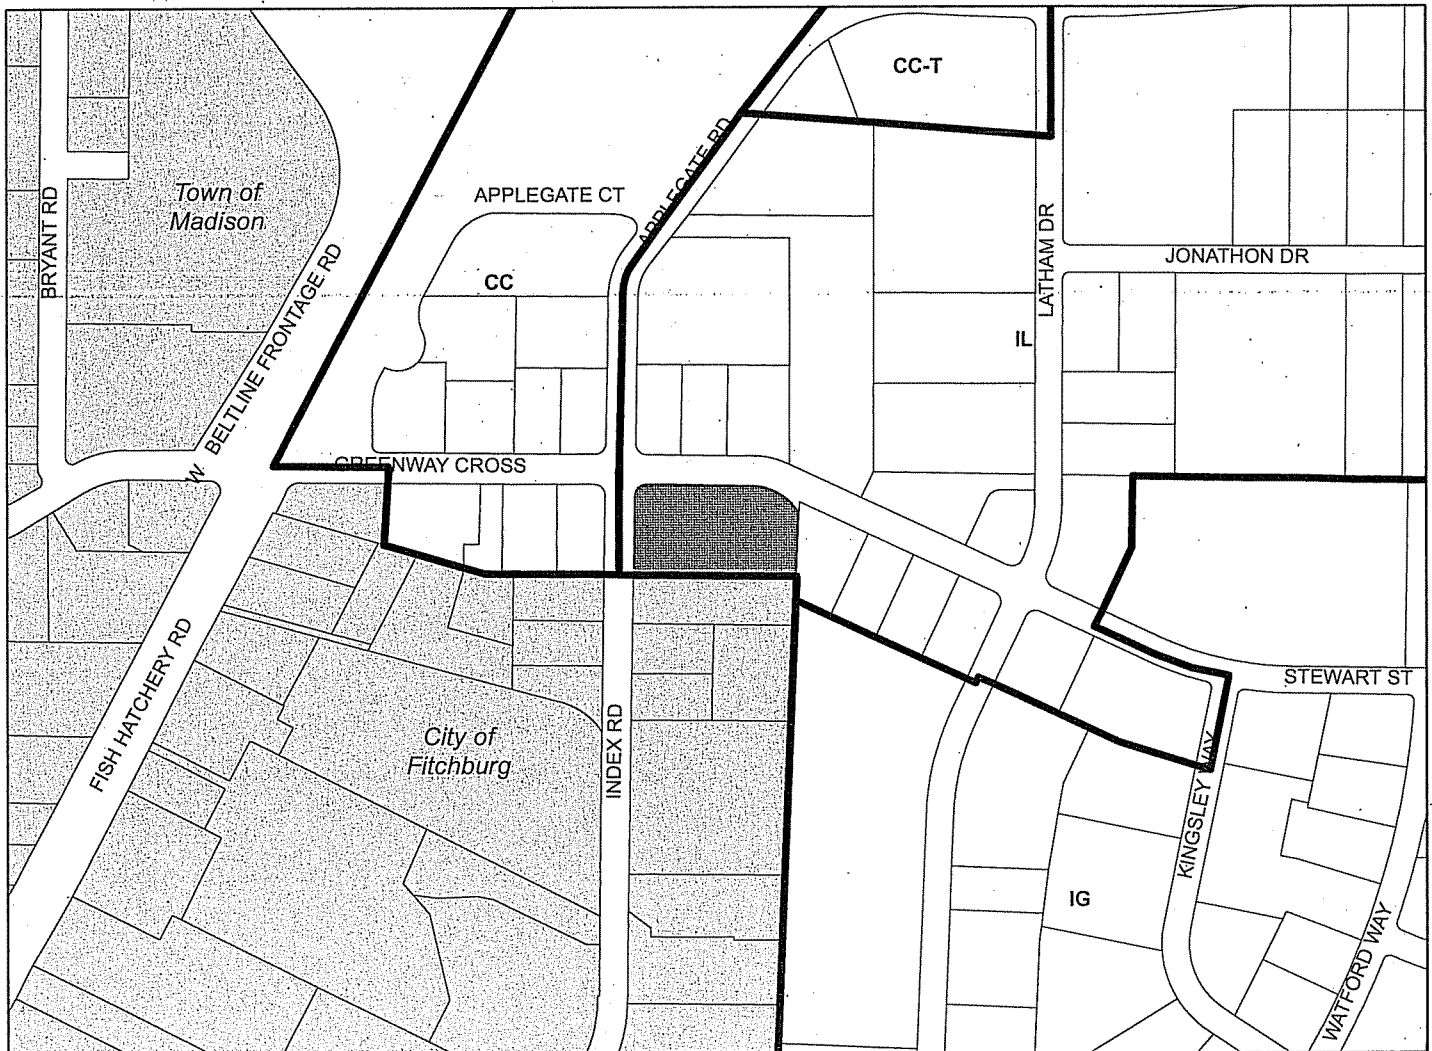 CC-T
Town of
Madison
BRYANT RD
APPLEGATE CT
APPLEGATE RD
LATHAM DR
JONATHON DR
W. BELTLINE FRONTAGE RD
CC
IL
GREENWAY CROSS
FISH HATCHERY RD
STEWART ST
INDEX RD
City of
Fitchburg
KINGSLEY WAY
IG
WATFORD WAY